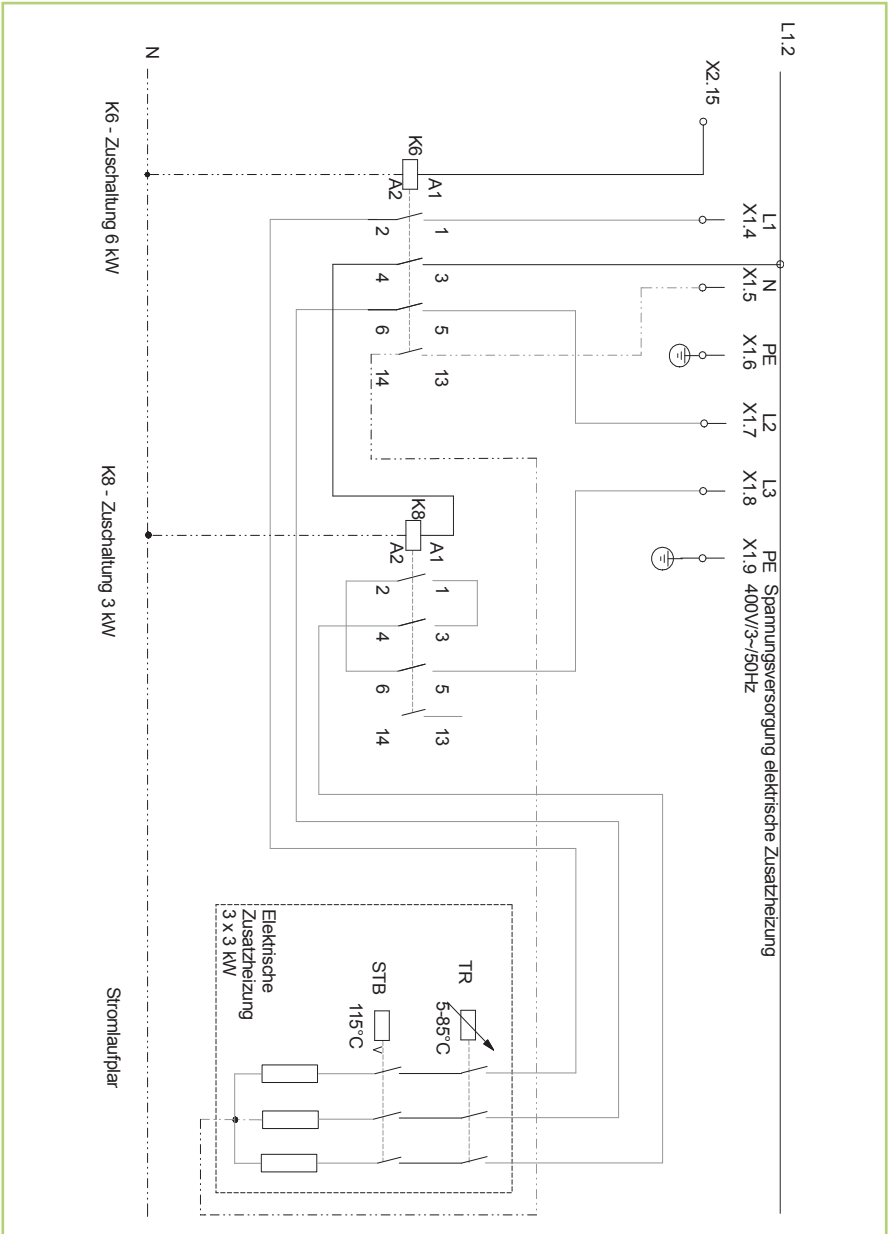 L1.2
X2.15
L1
X1.4
N
X1.5
PE
X1.6
L2
X1.7
L3
X1.8
PE
X1.9
Spannungsversorgung elektrische Zusatzheizung
400V/3~/50Hz
K6
A1
A2
1
2
3
4
5
6
13
14
K8
A1
A2
1
2
3
4
5
6
13
14
TR
5-85°C
STB
115°C
V
Elektrische
Zusatzheizung
3 x 3 kW
N
K6 - Zuschaltung 6 kW
K8 - Zuschaltung 3 kW
Stromlaufplar